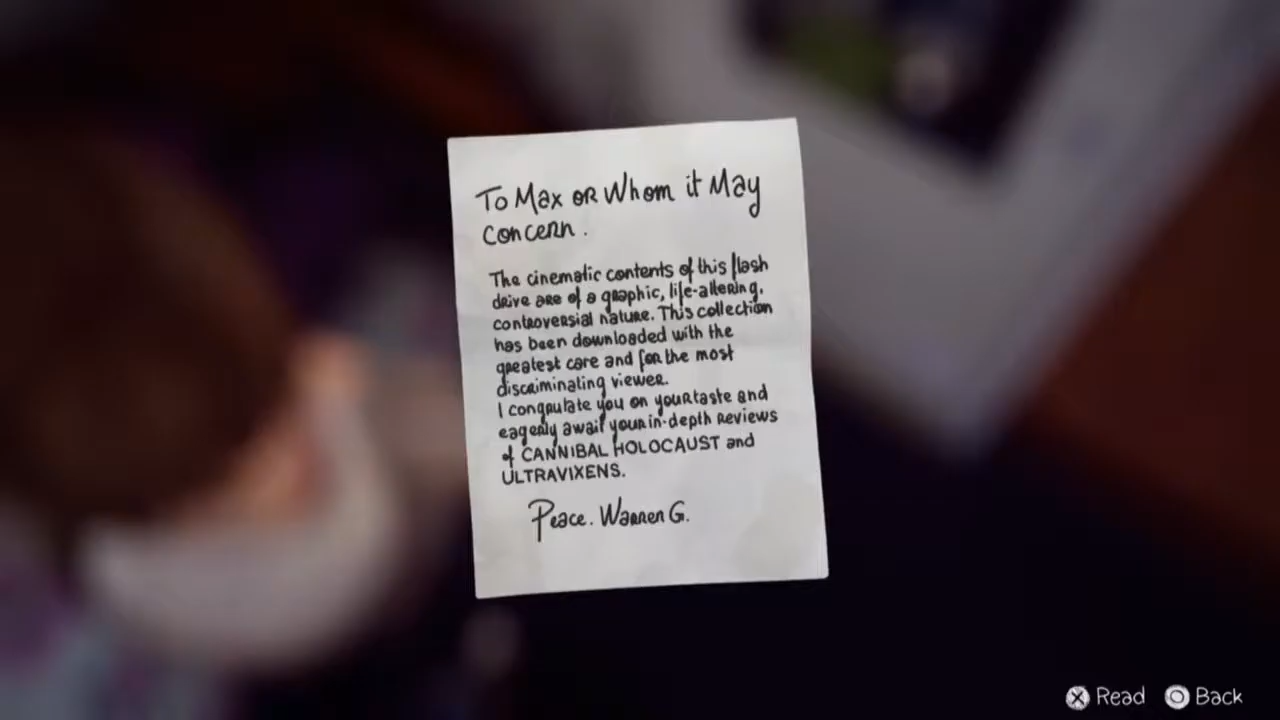 To Max or Whom it May
Concern.
The cinematic contents of this flash
drive are of a graphic, life-altering,
controversial nature. This collection
has been downloaded with the
greatest care and for the most
discriminating viewer.
I congrulate you on your taste and
eagerly await your in-depth reviews
of CANNIBAL HOLOCAUST and
ULTRAVIXENS.
Peace. Warren G.
Read Back